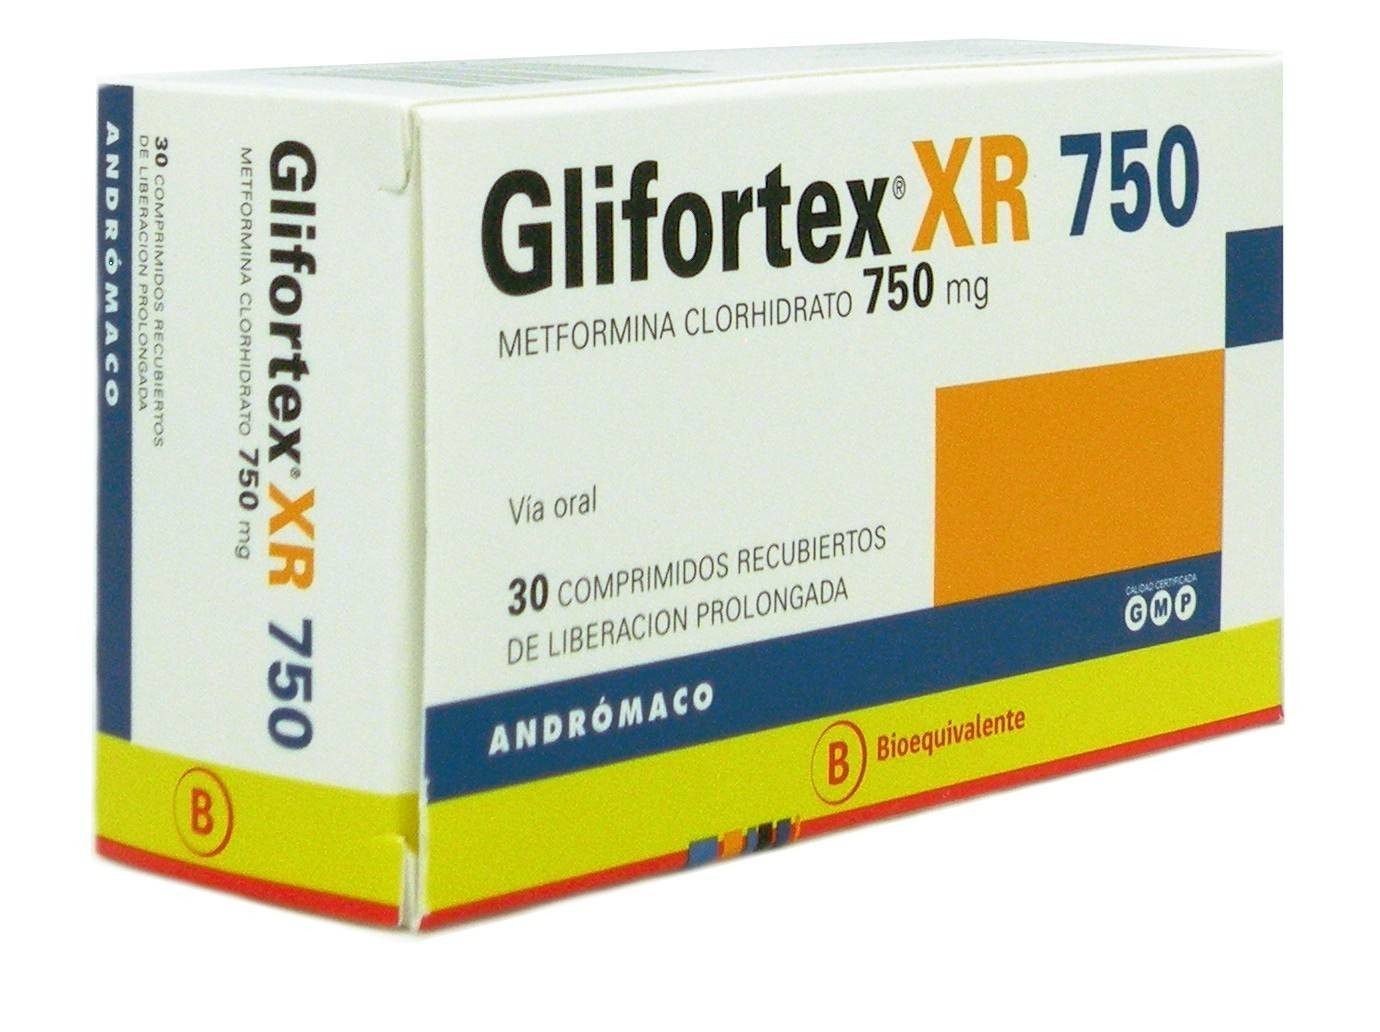 ANDRÓMACO
30 COMPRIMIDOS RECUBIERTOS
DE LIBERACION PROLONGADA
Glifortex® XR 750
METFORMINA CLORHIDRATO 750 mg
B
Glifortex® XR 750
METFORMINA CLORHIDRATO 750 mg
Vía oral
30 COMPRIMIDOS RECUBIERTOS
DE LIBERACION PROLONGADA
CALIDAD CERTIFICADA
GMP
ANDRÓMACO
B Bioequivalente